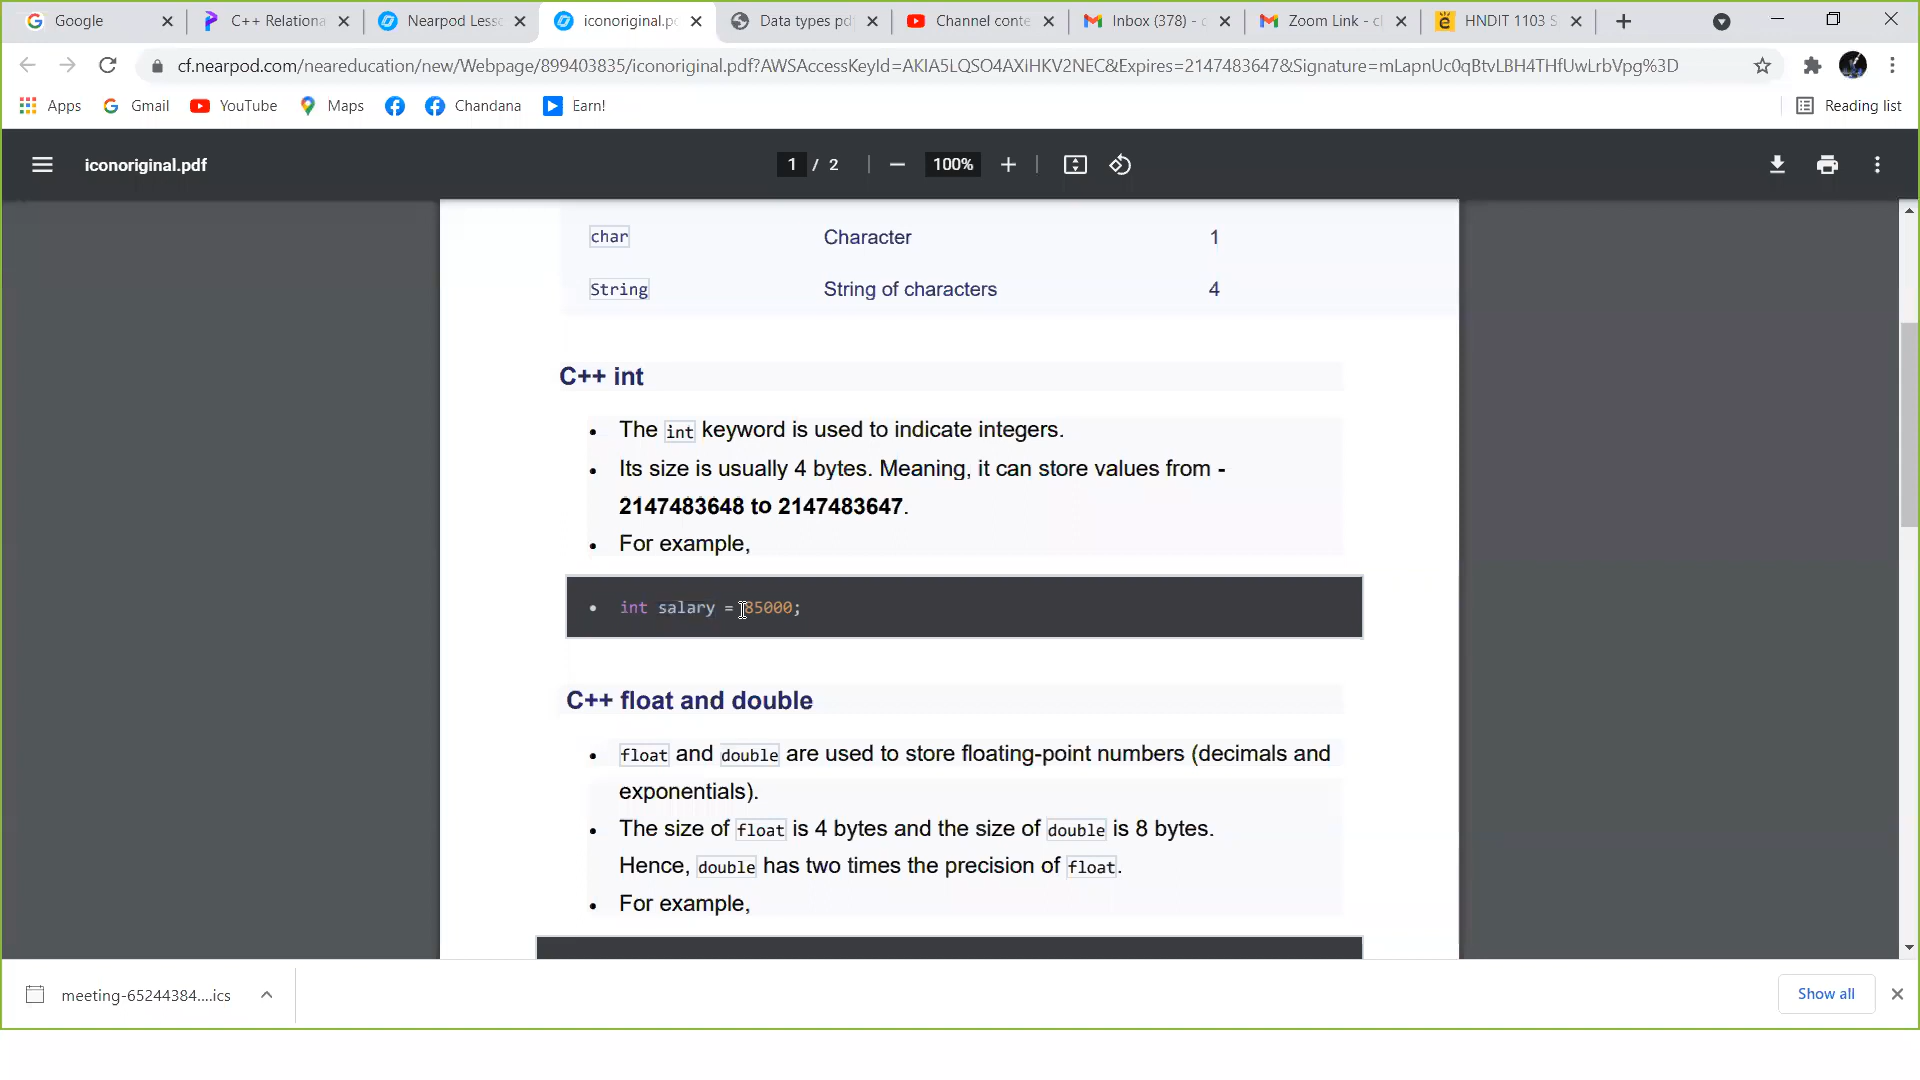 Google
C++ Relationa
Nearpod Less
iconoriginal.p
Data types pd
Channel conte
Inbox (378) -
Zoom Link - c
HNDIT 1103 S
cf.nearpod.com/neareducation/new/Webpage/899403835/iconoriginal.pdf?AWSAccessKeyId=AKIA5LQSO4AXIHKV2NEC&Expires=2147483647&Signature=mLapnUc0qBtvLBH4THfUwLrbVpg%3D
Apps Gmail YouTube Maps Chandana Earn! Reading list
iconoriginal.pdf 1 / 2 100%
char Character 1
String String of characters 4
C++ int
• The int keyword is used to indicate integers.
• Its size is usually 4 bytes. Meaning, it can store values from -
2147483648 to 2147483647.
• For example,
• int salary = 85000;
C++ float and double
• float and double are used to store floating-point numbers (decimals and
exponentials).
• The size of float is 4 bytes and the size of double is 8 bytes.
Hence, double has two times the precision of float.
• For example,
meeting-65244384....ics Show all